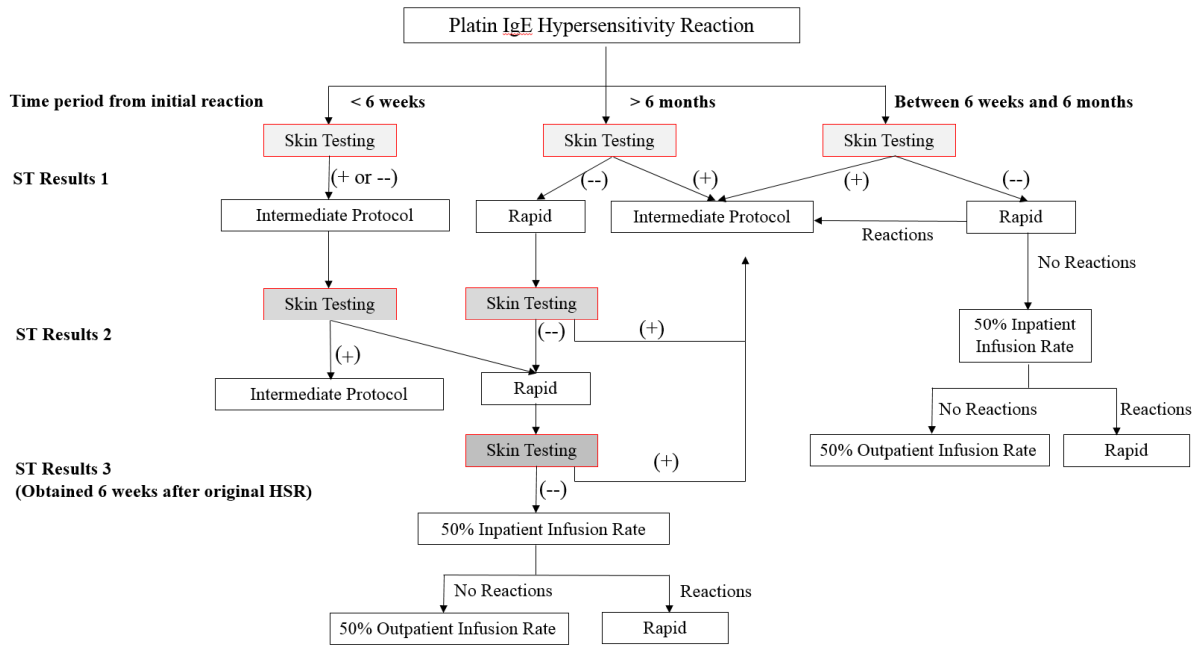 Platin IgE Hypersensitivity Reaction
Time period from initial reaction
< 6 weeks
> 6 months
Between 6 weeks and 6 months
Skin Testing
Skin Testing
Skin Testing
ST Results 1
(+ or --)
(--)
(+)
(+)
(--)
Intermediate Protocol
Rapid
Intermediate Protocol
Rapid
Reactions
No Reactions
Skin Testing
Skin Testing
ST Results 2
(+)
(--)
(+)
50% Inpatient
Infusion Rate
Intermediate Protocol
Rapid
No Reactions
Reactions
Skin Testing
50% Outpatient Infusion Rate
Rapid
ST Results 3
(Obtained 6 weeks after original HSR)
(+)
(--)
50% Inpatient Infusion Rate
No Reactions
Reactions
50% Outpatient Infusion Rate
Rapid